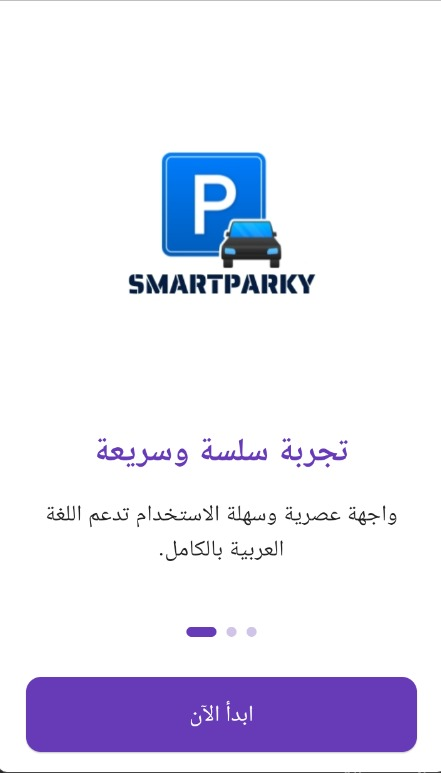 P
SMARTPARKY
تجربة سلسة وسريعة
واجهة عصرية وسهلة الاستخدام تدعم اللغة
العربية بالكامل.
ابدأ الآن